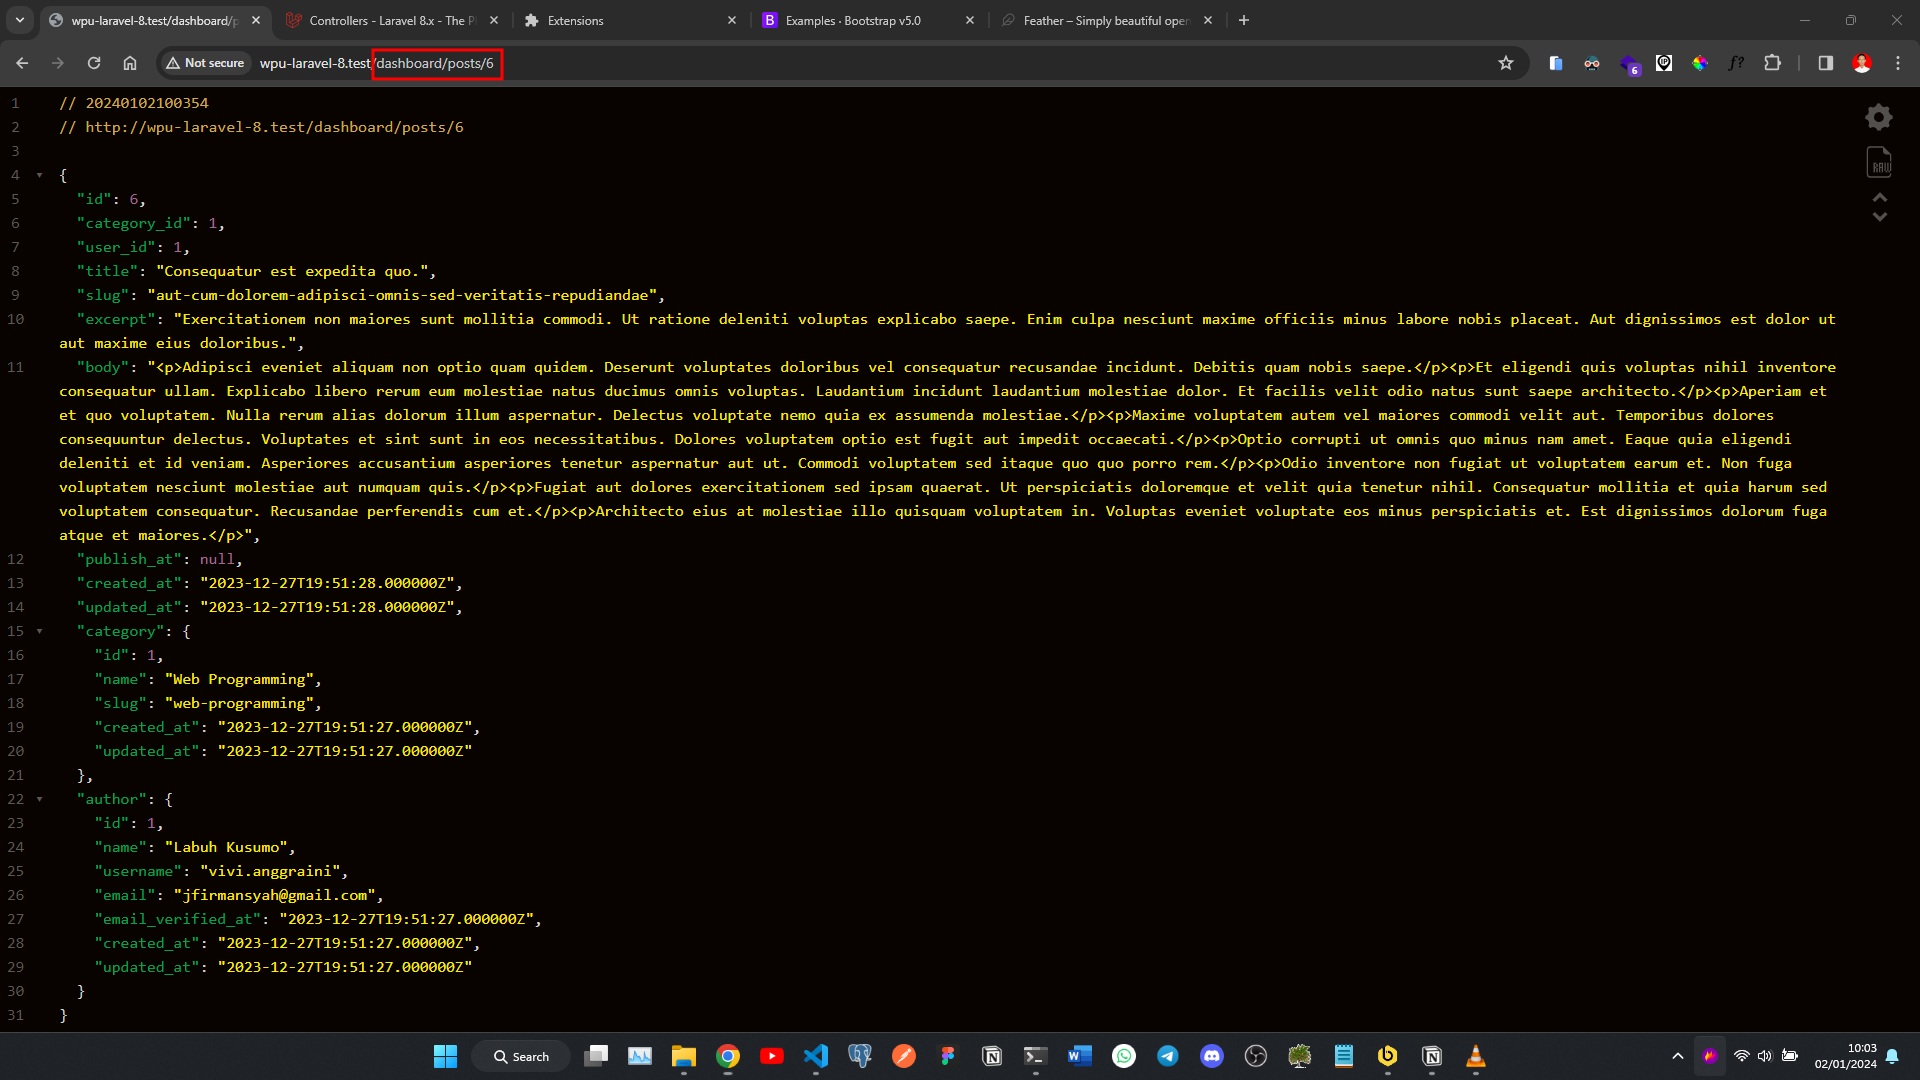 wpu-laravel-8.test/dashboard/p
Controllers - Laravel 8.x - The P
Extensions
Examples · Bootstrap v5.0
Feather – Simply beautiful open
Not secure
wpu-laravel-8.test/dashboard/posts/6
6
f?
1 // 20240102100354
2 // http://wpu-laravel-8.test/dashboard/posts/6
3
4 {
5 "id": 6,
6 "category_id": 1,
7 "user_id": 1,
8 "title": "Consequatur est expedita quo.",
9 "slug": "aut-cum-dolorem-adipisci-omnis-sed-veritatis-repudiandae",
10 "excerpt": "Exercitationem non maiores sunt mollitia commodi. Ut ratione deleniti voluptas explicabo saepe. Enim culpa nesciunt maxime officiis minus labore nobis placeat. Aut dignissimos est dolor ut
aut maxime eius doloribus.",
11 "body": "<p>Adipisci eveniet aliquam non optio quam quidem. Deserunt voluptates doloribus vel consequatur recusandae incidunt. Debitis quam nobis saepe.</p><p>Et eligendi quis voluptas nihil inventore
consequatur ullam. Explicabo libero rerum eum molestiae natus ducimus omnis voluptas. Laudantium incidunt laudantium molestiae dolor. Et facilis velit odio natus sunt saepe architecto.</p><p>Aperiam et
et quo voluptatem. Nulla rerum alias dolorum illum aspernatur. Delectus voluptate nemo quia ex assumenda molestiae.</p><p>Maxime voluptatem autem vel maiores commodi velit aut. Temporibus dolores
consequuntur delectus. Voluptates et sint sunt in eos necessitatibus. Dolores voluptatem optio est fugit aut impedit occaecati.</p><p>Optio corrupti ut omnis quo minus nam amet. Eaque quia eligendi
deleniti et id veniam. Asperiores accusantium asperiores tenetur aspernatur aut ut. Commodi voluptatem sed itaque quo quo porro rem.</p><p>Odio inventore non fugiat ut voluptatem earum et. Non fuga
voluptatem nesciunt molestiae aut numquam quis.</p><p>Fugiat aut dolores exercitationem sed ipsam quaerat. Ut perspiciatis doloremque et velit quia tenetur nihil. Consequatur mollitia et quia harum sed
voluptatem consequatur. Recusandae perferendis cum et.</p><p>Architecto eius at molestiae illo quisquam voluptatem in. Voluptas eveniet voluptate eos minus perspiciatis et. Est dignissimos dolorum fuga
atque et maiores.</p>",
12 "publish_at": null,
13 "created_at": "2023-12-27T19:51:28.000000Z",
14 "updated_at": "2023-12-27T19:51:28.000000Z",
15 "category": {
16 "id": 1,
17 "name": "Web Programming",
18 "slug": "web-programming",
19 "created_at": "2023-12-27T19:51:27.000000Z",
20 "updated_at": "2023-12-27T19:51:27.000000Z"
21 },
22 "author": {
23 "id": 1,
24 "name": "Labuh Kusumo",
25 "username": "vivi.anggraini",
26 "email": "jfirmansyah@gmail.com",
27 "email_verified_at": "2023-12-27T19:51:27.000000Z",
28 "created_at": "2023-12-27T19:51:27.000000Z",
29 "updated_at": "2023-12-27T19:51:27.000000Z"
30 }
31 }
RAW
Search
10:03
02/01/2024